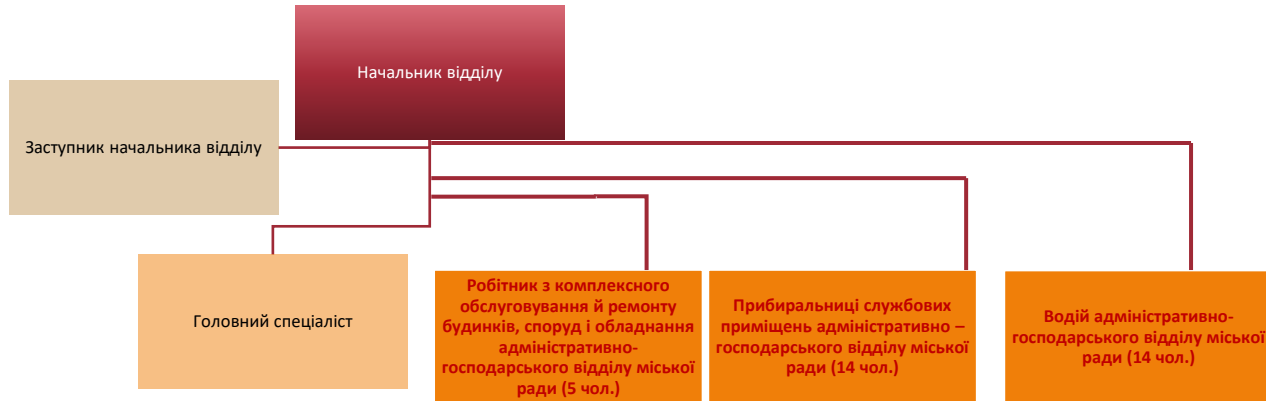 Начальник відділу
Заступник начальника відділу
Головний спеціаліст
Робітник з комплексного
обслуговування й ремонту
будинків, споруд і обладнання
адміністративно-
господарського відділу міської
ради (5 чол.)
Прибиральниці службових
приміщень адміністративно –
господарського відділу міської
ради (14 чол.)
Водій адміністративно-
господарського відділу міської
ради (14 чол.)